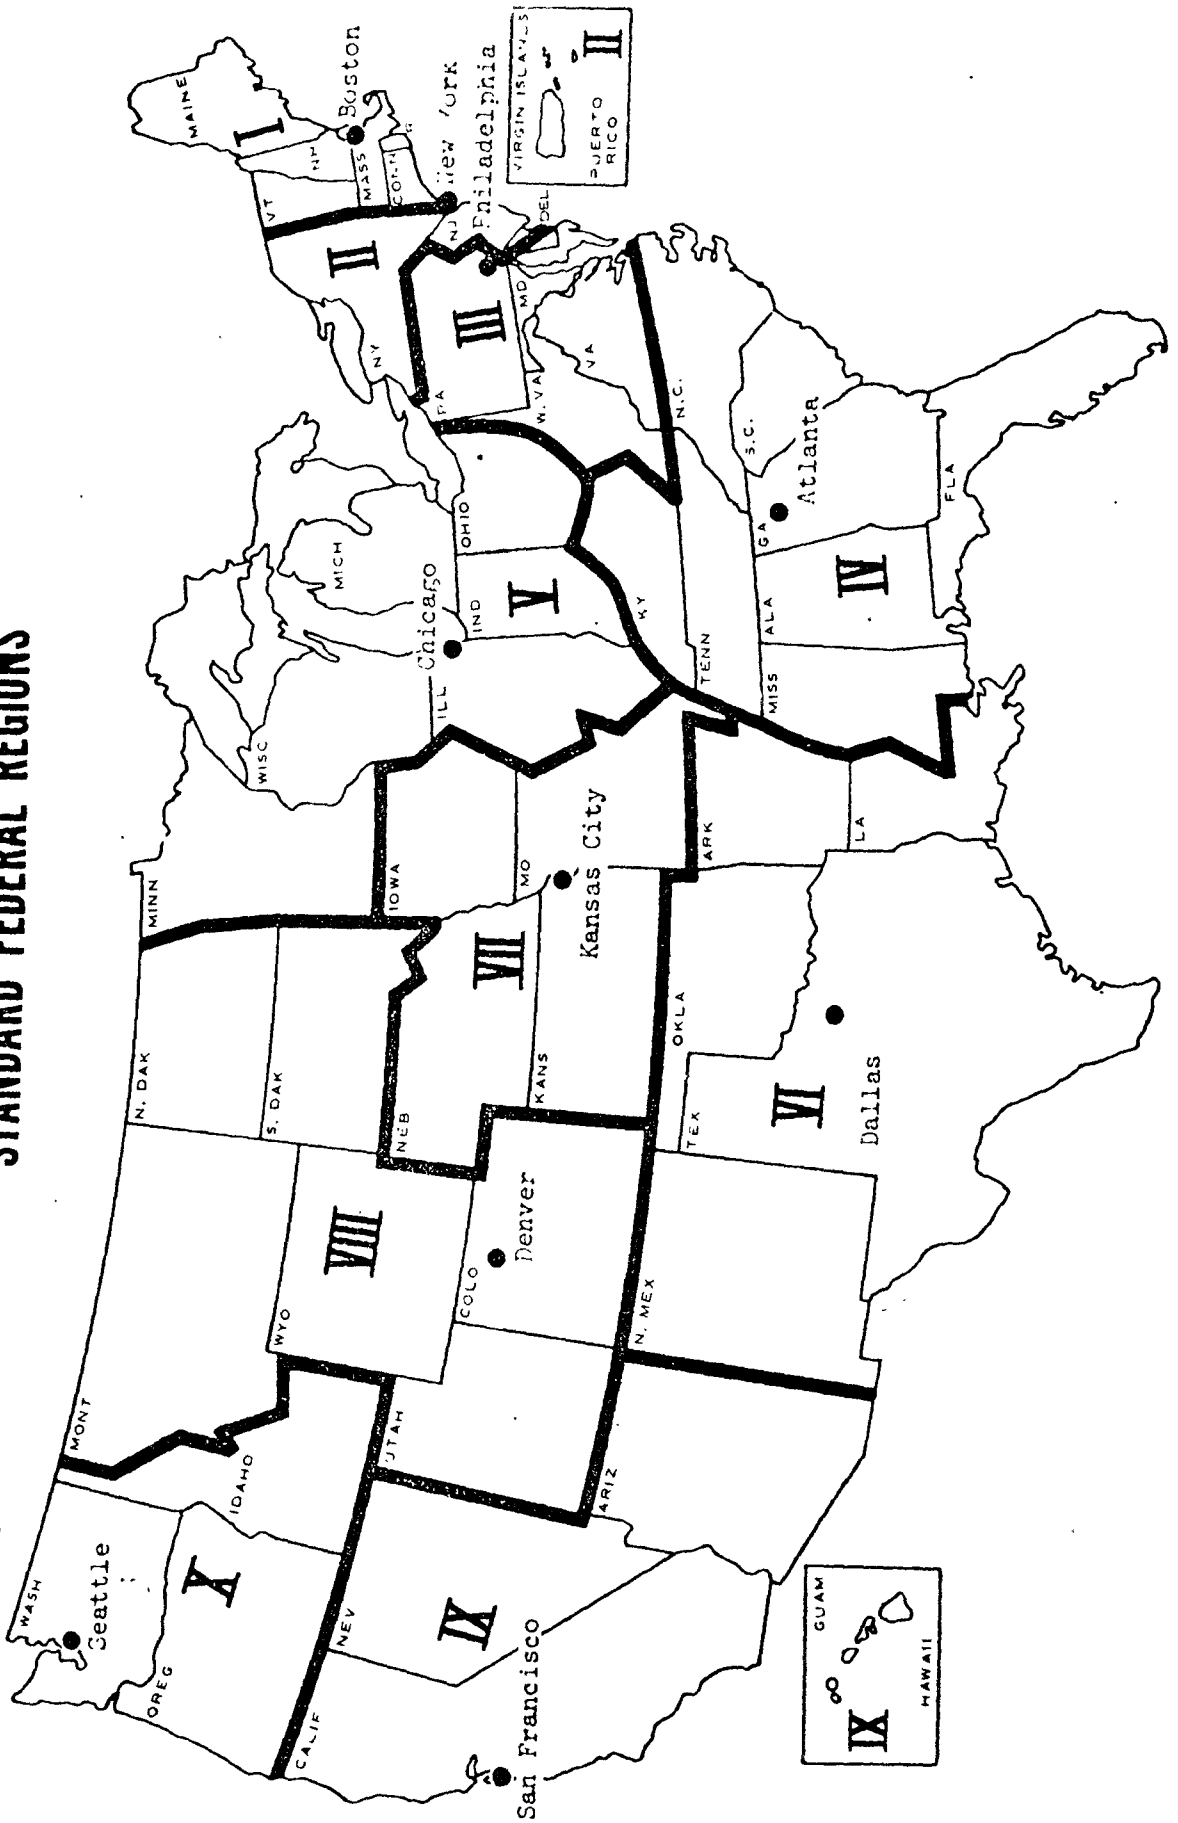 STANDARD FEDERAL REGIONS
WASH
Seattle
OREG
X
IDAHO
MONT
N. DAK
S. DAK
WYO
VIII
MINN
WISC
MICH
MAINE
I
VT
NH
MASS
Boston
CONN
NY
II
New York
NJ
Philadelphia
PA
III
MD
DEL
W. VA
VA
VIRGIN ISLANDS
PUERTO
RICO
II
CALIF
NEV
IX
UTAH
San Francisco
COLO
Denver
NEB
VII
KANS
IOWA
MO
Kansas City
ILL
Chicago
IND
V
OHIO
KY
TENN
N.C.
S.C.
ARIZ
N. MEX
TEX
VI
Dallas
OKLA
ARK
LA
MISS
ALA
IV
GA
Atlanta
FLA
GUAM
IX
HAWAII